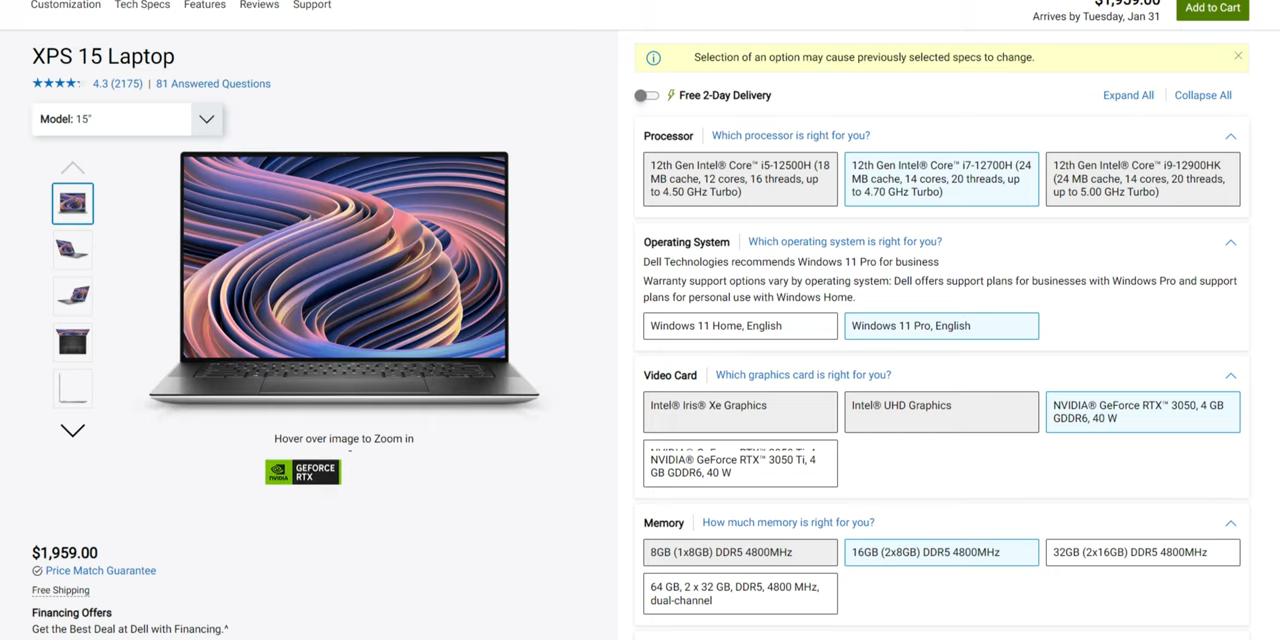 Customization Tech Specs Features Reviews Support
$1,959.00
Arrives by Tuesday, Jan 31
Add to Cart
XPS 15 Laptop
4.3 (2175) | 81 Answered Questions
Model: 15"
Hover over image to Zoom in
NVIDIA
GEFORCE
RTX
$1,959.00
Price Match Guarantee
Free Shipping
Financing Offers
Get the Best Deal at Dell with Financing.^
Selection of an option may cause previously selected specs to change.
Free 2-Day Delivery
Expand All Collapse All
Processor Which processor is right for you?
12th Gen Intel® Core™ i5-12500H (18
MB cache, 12 cores, 16 threads, up
to 4.50 GHz Turbo)
12th Gen Intel® Core™ i7-12700H (24
MB cache, 14 cores, 20 threads, up
to 4.70 GHz Turbo)
12th Gen Intel® Core™ i9-12900HK
(24 MB cache, 14 cores, 20 threads,
up to 5.00 GHz Turbo)
Operating System Which operating system is right for you?
Dell Technologies recommends Windows 11 Pro for business
Warranty support options vary by operating system: Dell offers support plans for businesses with Windows Pro and support
plans for personal use with Windows Home.
Windows 11 Home, English
Windows 11 Pro, English
Video Card Which graphics card is right for you?
Intel® Iris® Xe Graphics
Intel® UHD Graphics
NVIDIA® GeForce RTX™ 3050, 4 GB
GDDR6, 40 W
NVIDIA® GeForce RTX™ 3050 Ti, 4
GB GDDR6, 40 W
Memory How much memory is right for you?
8GB (1x8GB) DDR5 4800MHz
16GB (2x8GB) DDR5 4800MHz
32GB (2x16GB) DDR5 4800MHz
64 GB, 2 x 32 GB, DDR5, 4800 MHz,
dual-channel